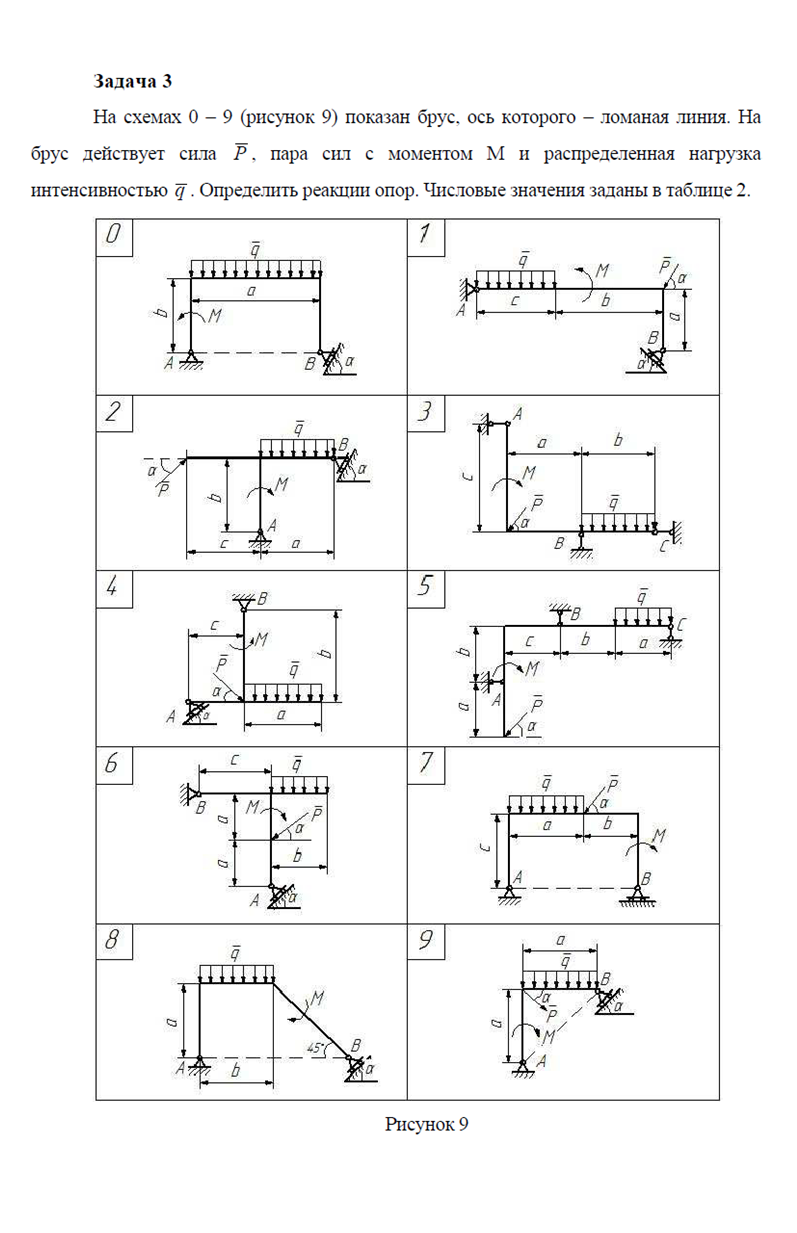 Задача 3
На схемах 0 – 9 (рисунок 9) показан брус, ось которого – ломаная линия. На
брус действует сила P̅ , пара сил с моментом М и распределенная нагрузка
интенсивностью q̅ . Определить реакции опор. Числовые значения заданы в таблице 2.
0
q̅
a
b
M
A
B
α
1
q̅
M
P̅
α
A
c
b
a
B
α
2
q̅
B
α
P̅
α
b
M
A
c
a
3
A
a
b
c
M
P̅
α
q̅
B
C
4
B
c
M
b
P̅
α
q̅
A
α
a
5
B
q̅
C
c
b
a
b
M
A
a
P̅
α
6
c
q̅
B
a
M
P̅
α
a
b
A
α
7
q̅
P̅
α
a
b
c
M
A
B
8
q̅
a
M
45°
B
A
α
b
9
a
q̅
B
α
P̅
α
a
M
A
Рисунок 9